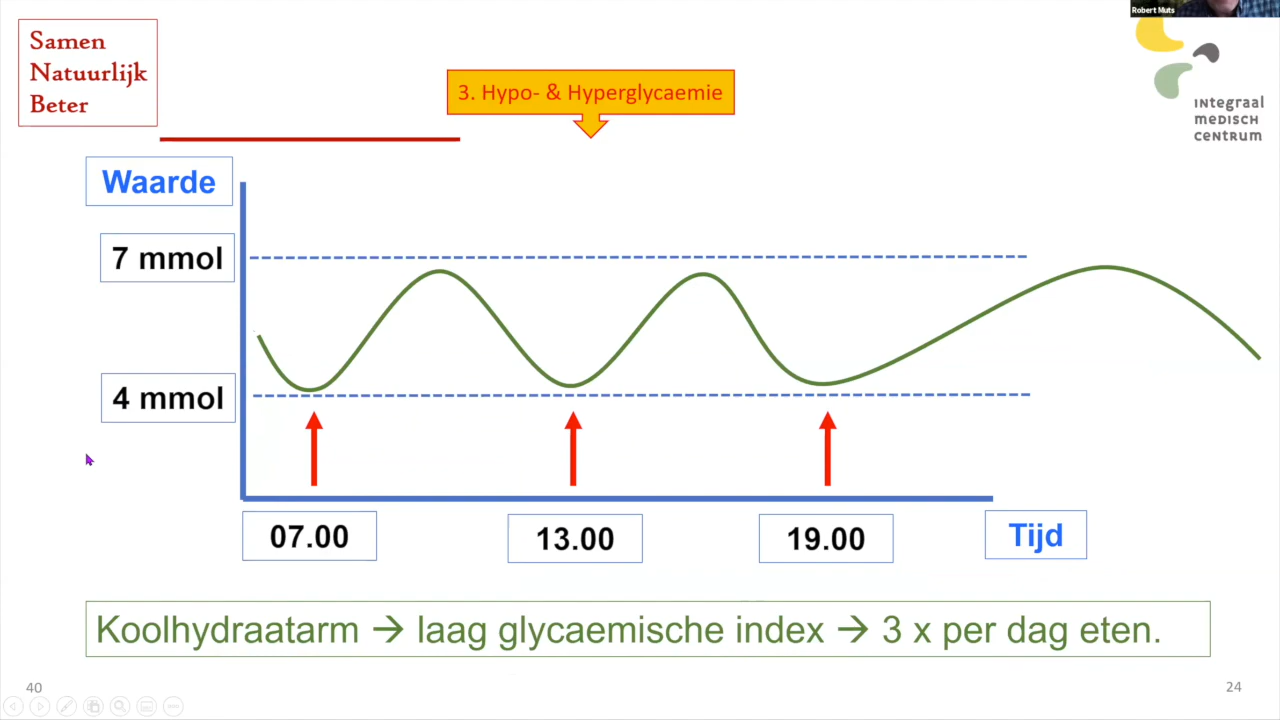 Robert Muts
Samen
Natuurlijk
Beter
3. Hypo- & Hyperglycaemie
INTEGRAAL
MEDISCH
CENTRUM
Waarde
7 mmol
4 mmol
07.00
13.00
19.00
Tijd
Koolhydraatarm → laag glycaemische index → 3 x per dag eten.
40
24